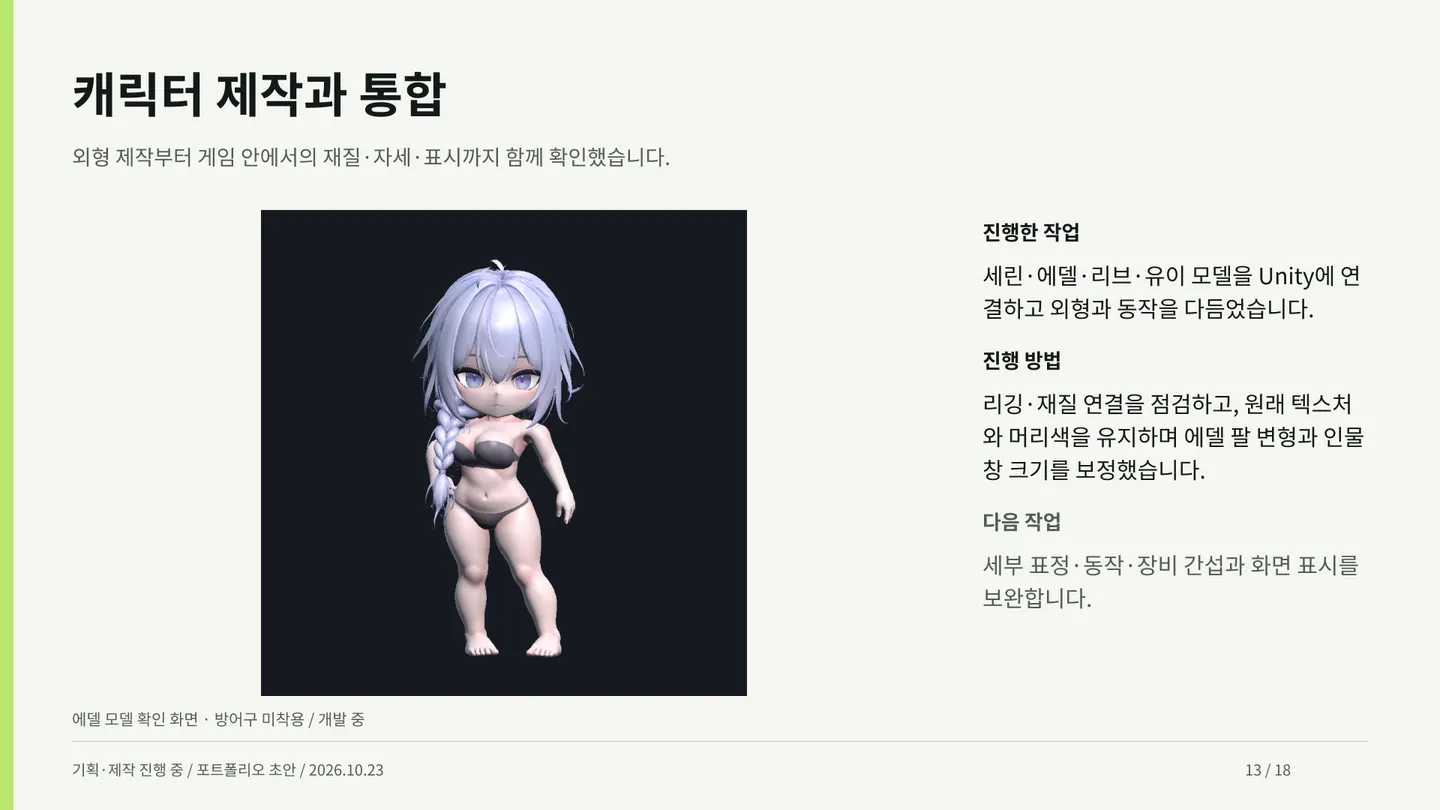 캐릭터 제작과 통합
외형 제작부터 게임 안에서의 재질·자세·표시까지 함께 확인했습니다.
진행한 작업
세린·에델·리브·유이 모델을 Unity에 연
결하고 외형과 동작을 다듬었습니다.
진행 방법
리깅·재질 연결을 점검하고, 원래 텍스처
와 머리색을 유지하며 에델 팔 변형과 인물
창 크기를 보정했습니다.
다음 작업
세부 표정·동작·장비 간섭과 화면 표시를
보완합니다.
에델 모델 확인 화면 · 방어구 미착용 / 개발 중
기획·제작 진행 중 / 포트폴리오 초안 / 2026.10.23
13 / 18